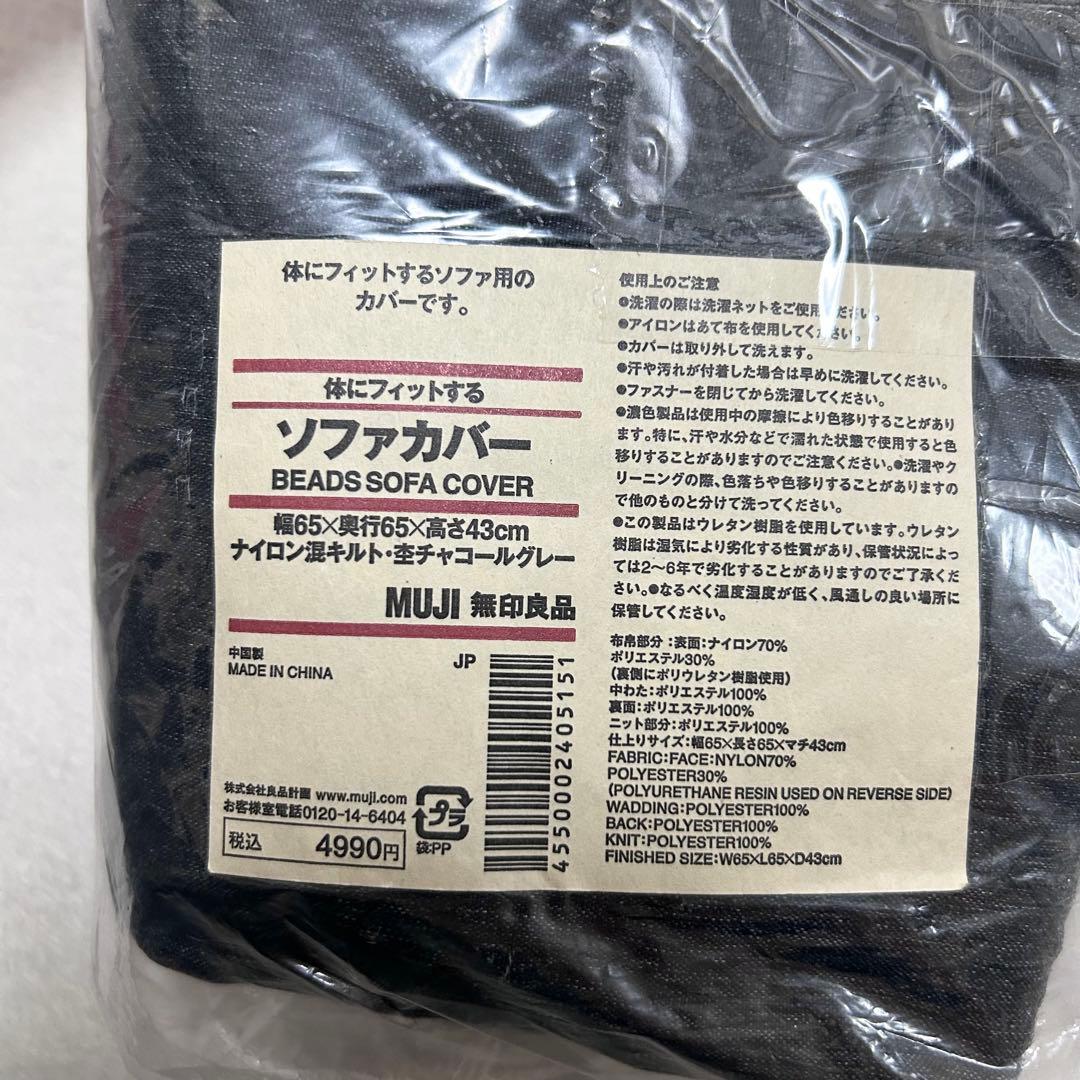 体にフィットするソファ用の
カバーです。
体にフィットする
ソファカバー
BEADS SOFA COVER
幅65×奥行65×高さ43cm
ナイロン混キルト・杢チャコールグレー
MUJI 無印良品
中国製
MADE IN CHINA
JP
株式会社良品計画 www.muji.com
お客様室電話0120-14-6404
税込 4990円
プラ
袋:PP
4550002405151
使用上のご注意
●洗濯の際は洗濯ネットをご使用ください。
●アイロンはあて布を使用してください。
●カバーは取り外して洗えます。
●汗や汚れが付着した場合は早めに洗濯してください。
●ファスナーを閉じてから洗濯してください。
●濃色製品は使用中の摩擦により色移りすることがあり
ます。特に、汗や水分などで濡れた状態で使用すると色
移りすることがありますのでご注意ください。●洗濯やク
リーニングの際、色落ちや色移りすることがありますの
で他のものと分けて洗ってください。
●この製品はウレタン樹脂を使用しています。ウレタン
樹脂は湿気により劣化する性質があり、保管状況によっ
ては2〜6年で劣化することがありますのでご了承くだ
さい。●なるべく温度湿度が低く、風通しの良い場所に
保管してください。
布帛部分：表面：ナイロン70%
ポリエステル30%
(裏側にポリウレタン樹脂使用)
中わた：ポリエステル100%
裏面：ポリエステル100%
ニット部分：ポリエステル100%
仕上りサイズ：幅65×長さ65×マチ43cm
FABRIC:FACE:NYLON70%
POLYESTER30%
(POLYURETHANE RESIN USED ON REVERSE SIDE)
WADDING:POLYESTER100%
BACK:POLYESTER100%
KNIT:POLYESTER100%
FINISHED SIZE:W65×L65×D43cm